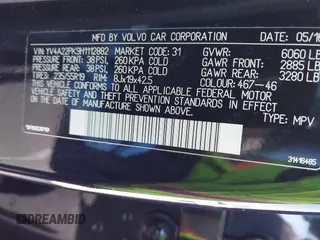 MFD BY: VOLVO CAR CORPORATION DATE: 05/16
VIN: YV4A22PK9H1112882 MARKET CODE: 31 GVWR: 6060 LB
FRONT: 38 PSI, 260 KPA COLD GAWR FRONT: 2885 LB
REAR: 38 PSI, 260 KPA COLD GAWR REAR: 3280 LB
TIRES: 235/55R19 RIM: 8Jx19x42.5 COLOUR: 467-46
THIS VEHICLE CONFORMS TO ALL APPLICABLE
FEDERAL MOTOR VEHICLE SAFETY, BUMPER AND
THEFT PREVENTION STANDARDS IN EFFECT ON THE
DATE OF MANUFACTURE SHOWN ABOVE.
TYPE: MPV
VOLVO
31416485
DREAMBID